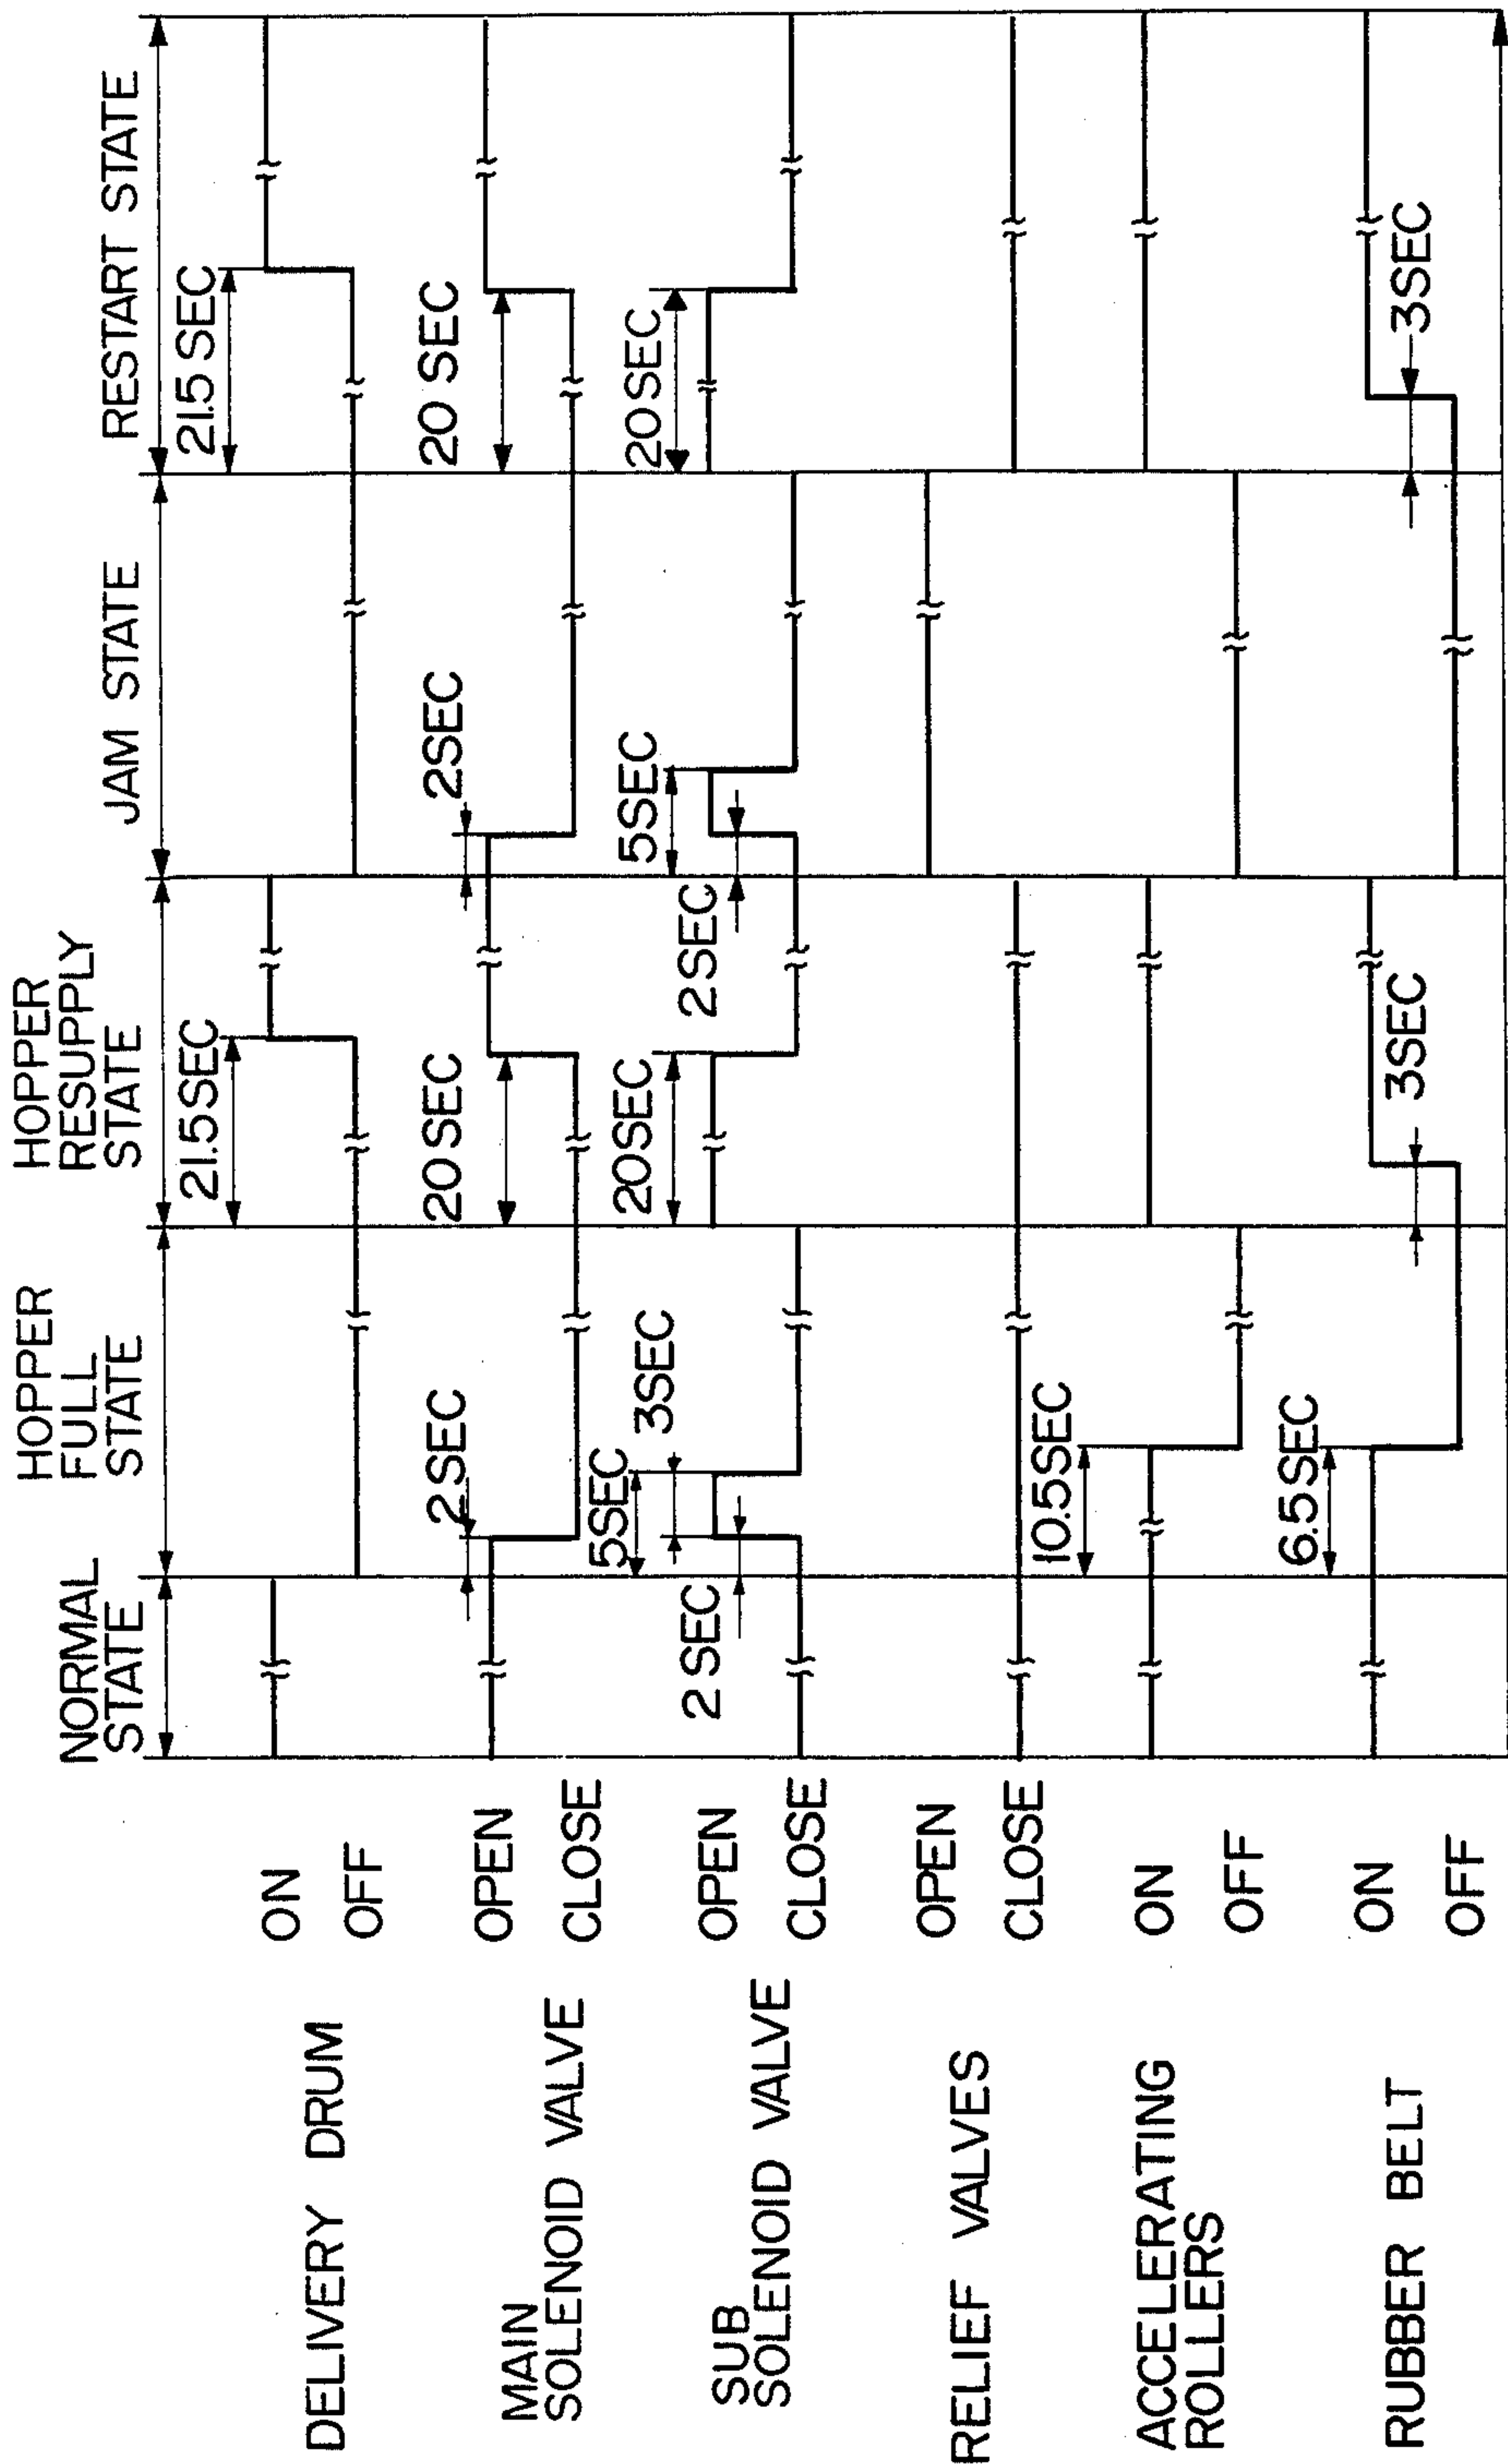 NORMAL
STATE
HOPPER
FULL
STATE
HOPPER
RESUPPLY
STATE
JAM STATE
RESTART STATE
DELIVERY DRUM
ON
OFF
21.5SEC
21.5 SEC
MAIN
SOLENOID VALVE
OPEN
CLOSE
2SEC
20SEC
2SEC
20 SEC
SUB
SOLENOID VALVE
OPEN
CLOSE
2 SEC
5SEC
3SEC
20SEC
2SEC
5SEC
20SEC
RELIEF VALVES
OPEN
CLOSE
ACCELERATING
ROLLERS
ON
OFF
10.5SEC
RUBBER BELT
ON
OFF
6.5SEC
3SEC
3SEC